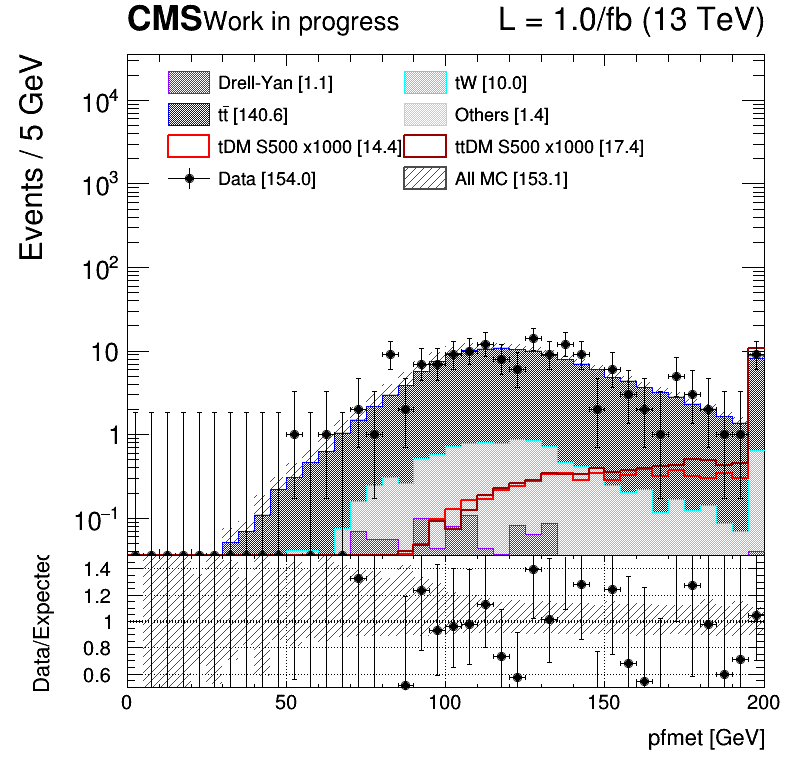 CMS Work in progress L = 1.0/fb (13 TeV)
Drell-Yan [1.1] tW [10.0]
tt̄ [140.6] Others [1.4]
tDM S500 x1000 [14.4] ttDM S500 x1000 [17.4]
Data [154.0] All MC [153.1]
Events / 5 GeV
10⁴
10³
10²
10
1
10⁻¹
Data/Expected
1.4
1.2
1
0.8
0.6
0 50 100 150 200
pfmet [GeV]